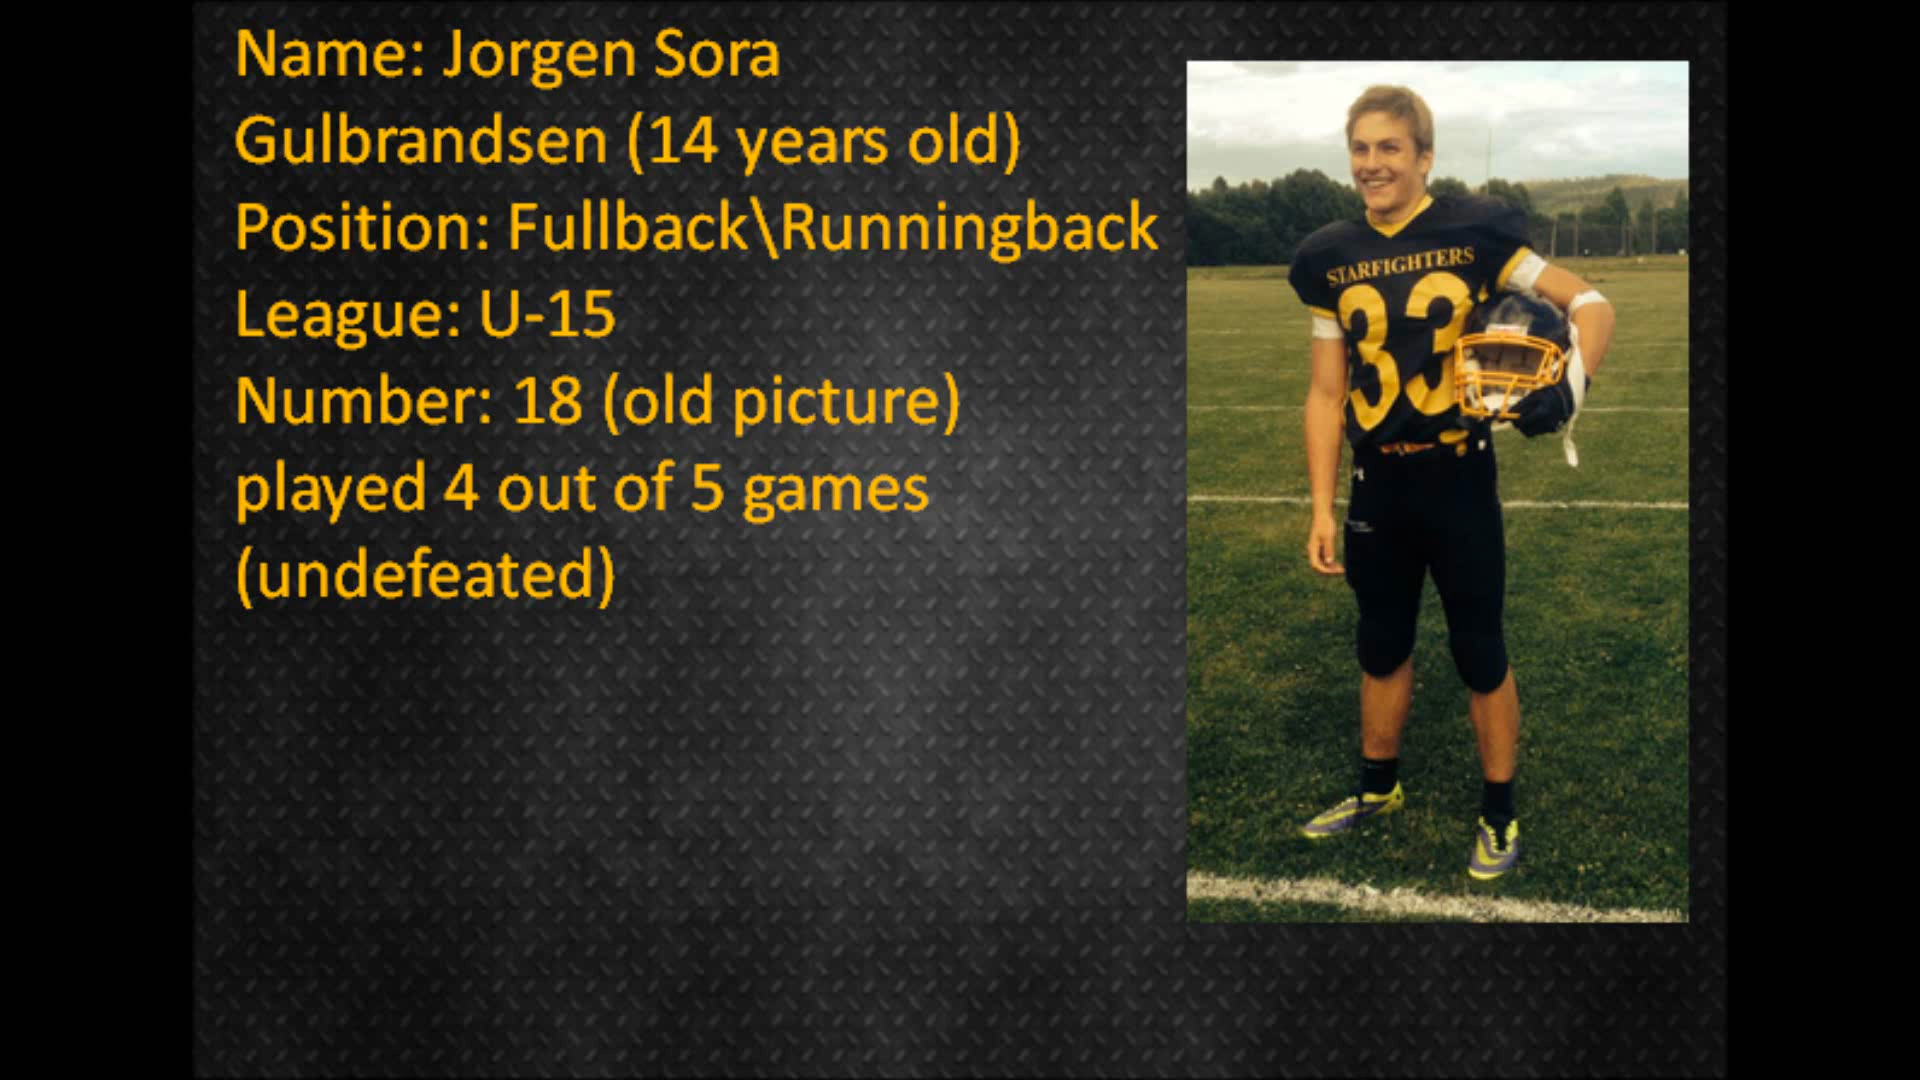 Name: Jorgen Sora
Gulbrandsen (14 years old)
Position: Fullback\Runningback
League: U-15
Number: 18 (old picture)
played 4 out of 5 games
(undefeated)
STARFIGHTERS
33